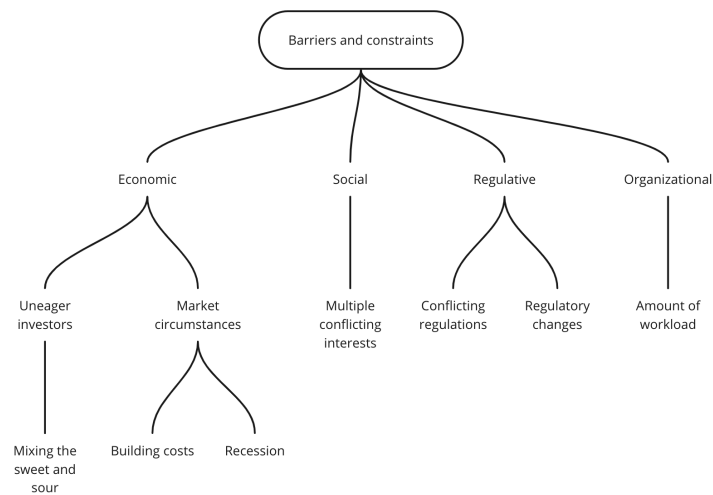 Barriers and constraints
Economic
Social
Regulative
Organizational
Uneager
investors
Market
circumstances
Multiple
conflicting
interests
Conflicting
regulations
Regulatory
changes
Amount of
workload
Mixing the
sweet and
sour
Building costs
Recession